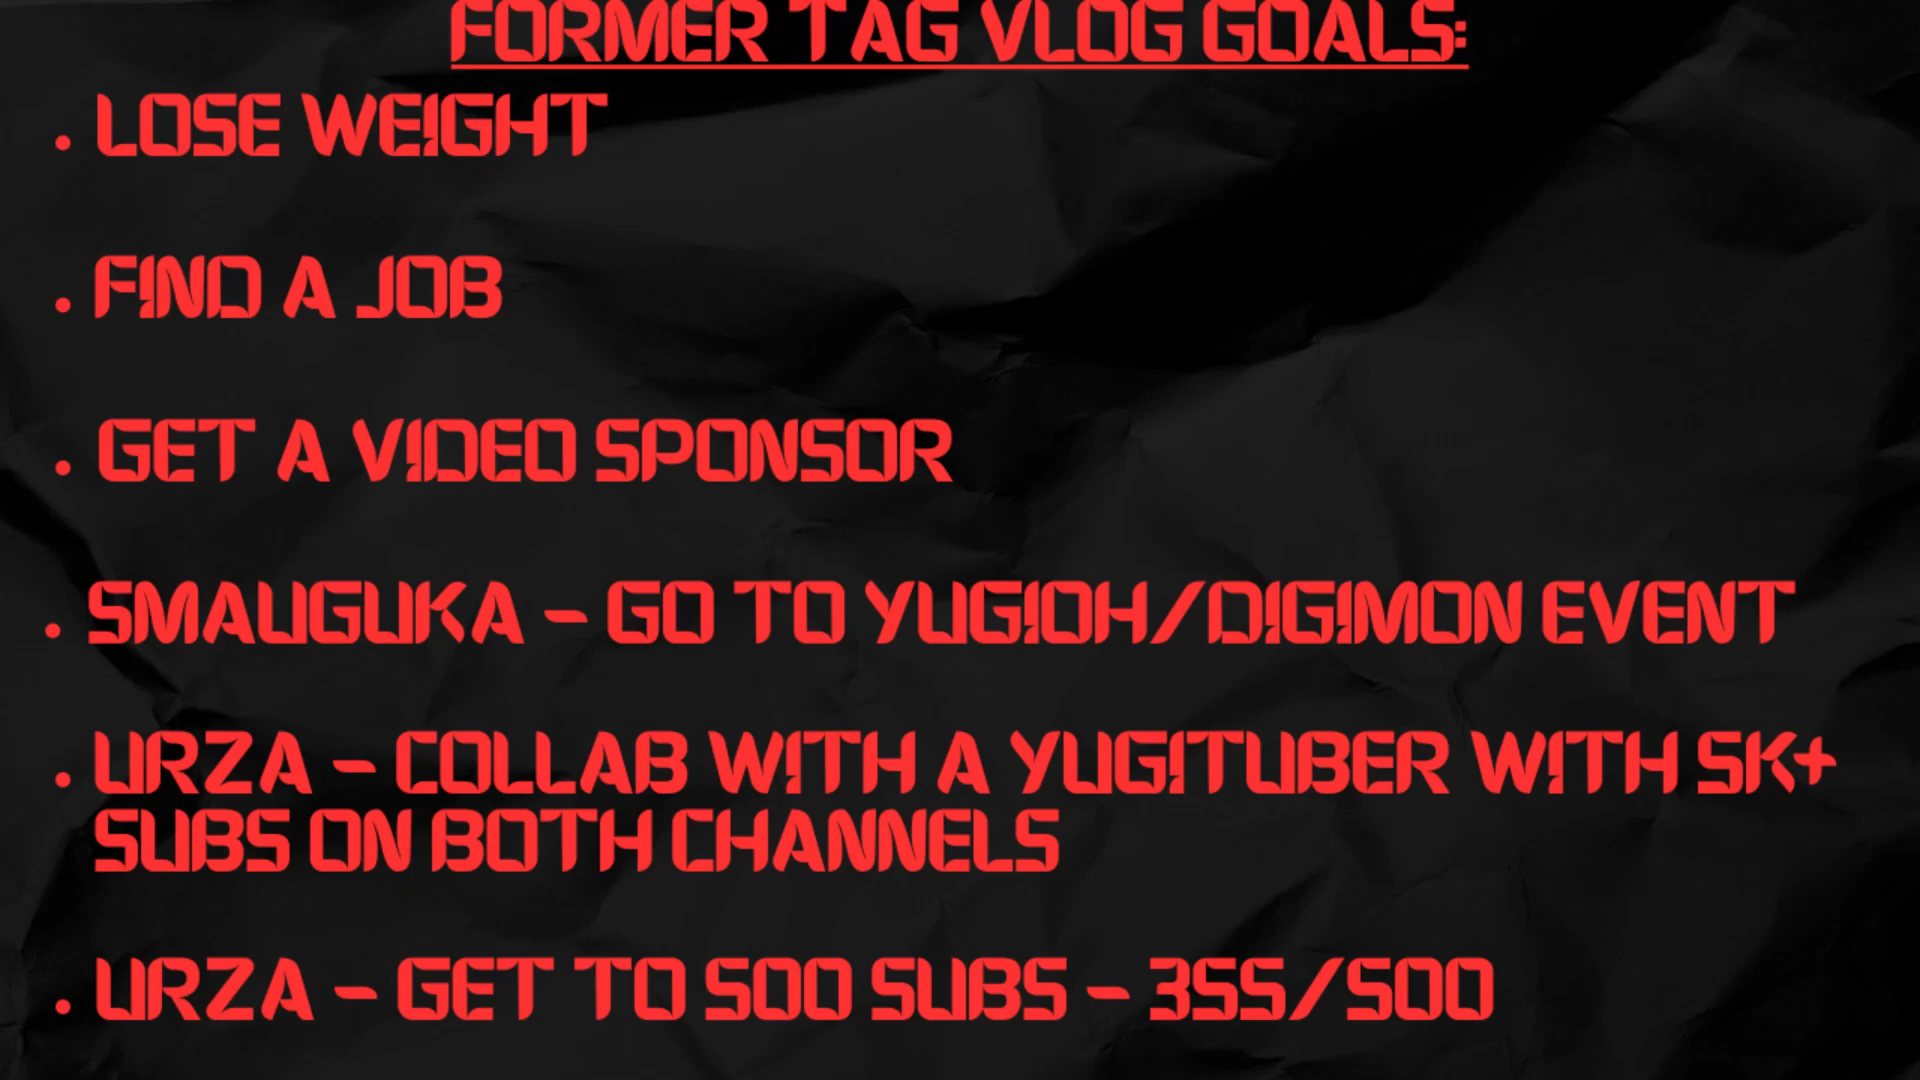 FORMER TAG VLOG GOALS:
• LOSE WEIGHT
• FIND A JOB
• GET A VIDEO SPONSOR
• SMAUGUKA - GO TO YUGIOH/DIGIMON EVENT
• URZA - COLLAB WITH A YUGITUBER WITH 5K+
SUBS ON BOTH CHANNELS
• URZA - GET TO 500 SUBS - 355/500